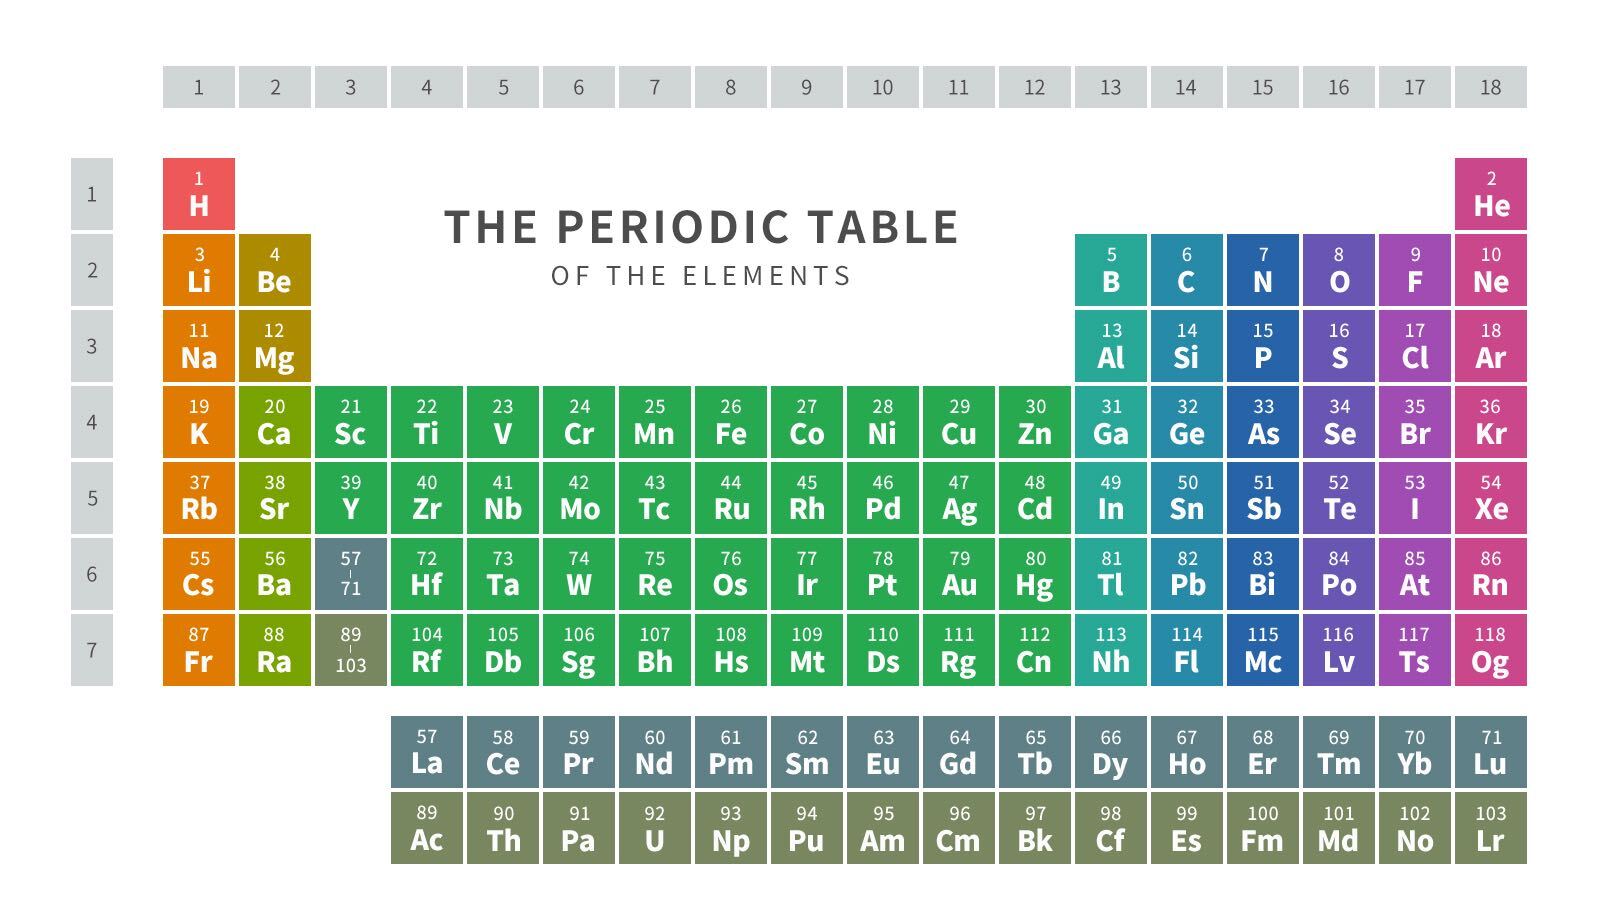 1 2 3 4 5 6 7 8 9 10 11 12 13 14 15 16 17 18
1 1 2
H He
THE PERIODIC TABLE
OF THE ELEMENTS
2 3 4 5 6 7 8 9 10
Li Be B C N O F Ne
3 11 12 13 14 15 16 17 18
Na Mg Al Si P S Cl Ar
4 19 20 21 22 23 24 25 26 27 28 29 30 31 32 33 34 35 36
K Ca Sc Ti V Cr Mn Fe Co Ni Cu Zn Ga Ge As Se Br Kr
5 37 38 39 40 41 42 43 44 45 46 47 48 49 50 51 52 53 54
Rb Sr Y Zr Nb Mo Tc Ru Rh Pd Ag Cd In Sn Sb Te I Xe
6 55 56 57-71 72 73 74 75 76 77 78 79 80 81 82 83 84 85 86
Cs Ba Hf Ta W Re Os Ir Pt Au Hg Tl Pb Bi Po At Rn
7 87 88 89-103 104 105 106 107 108 109 110 111 112 113 114 115 116 117 118
Fr Ra Rf Db Sg Bh Hs Mt Ds Rg Cn Nh Fl Mc Lv Ts Og
57 58 59 60 61 62 63 64 65 66 67 68 69 70 71
La Ce Pr Nd Pm Sm Eu Gd Tb Dy Ho Er Tm Yb Lu
89 90 91 92 93 94 95 96 97 98 99 100 101 102 103
Ac Th Pa U Np Pu Am Cm Bk Cf Es Fm Md No Lr